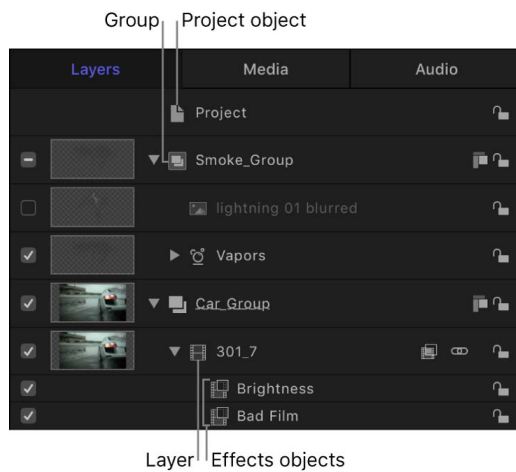 Group Project object
Layers Media Audio
Project
Smoke_Group
lightning 01 blurred
Vapors
Car_Group
301_7
Brightness
Bad Film
Layer Effects objects